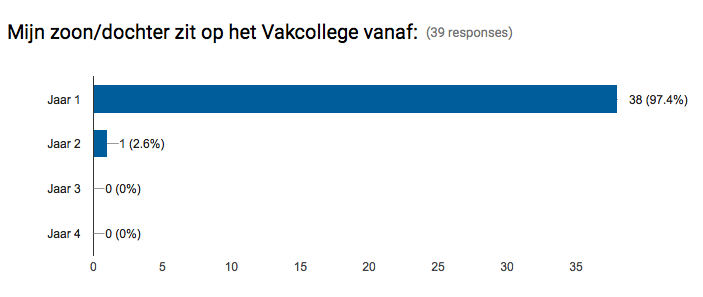 Mijn zoon/dochter zit op het Vakcollege vanaf: (39 responses)
Jaar 1 38 (97.4%)
Jaar 2 1 (2.6%)
Jaar 3 0 (0%)
Jaar 4 0 (0%)
0 5 10 15 20 25 30 35